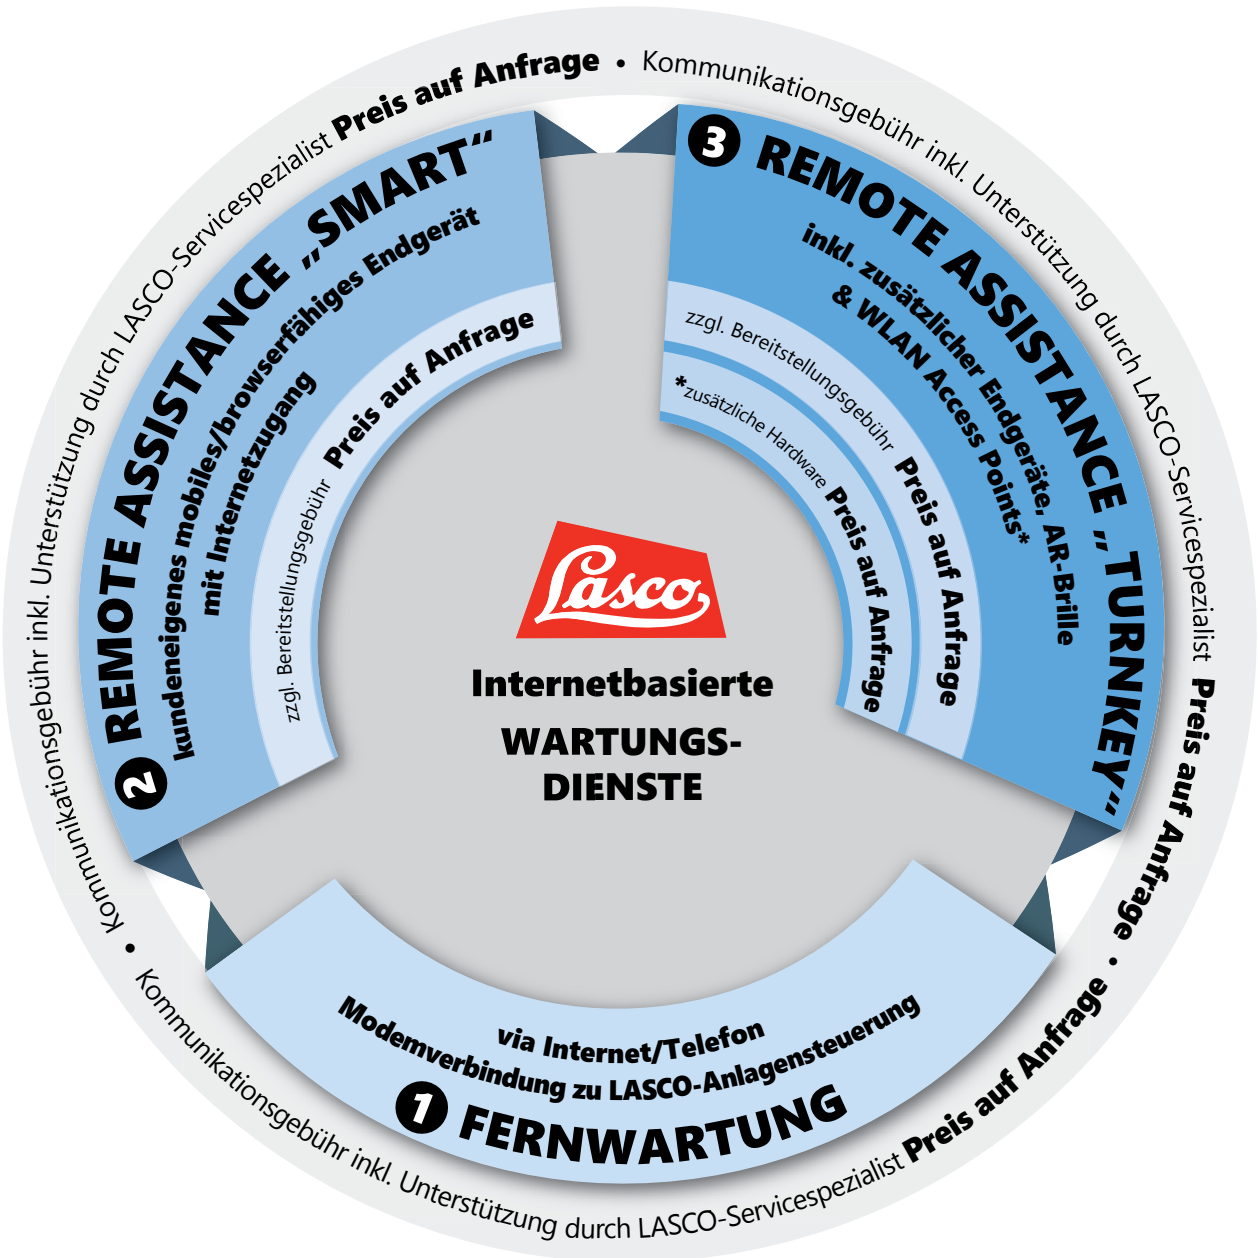 Kommunikationsgebühr inkl. Unterstützung durch LASCO-Servicespezialist Preis auf Anfrage •
Kommunikationsgebühr inkl. Unterstützung durch LASCO-Servicespezialist Preis auf Anfrage •
Kommunikationsgebühr inkl. Unterstützung durch LASCO-Servicespezialist Preis auf Anfrage •
2 REMOTE ASSISTANCE „SMART“
kundeneigenes mobiles/browserfähiges Endgerät
mit Internetzugang
zzgl. Bereitstellungsgebühr Preis auf Anfrage
3 REMOTE ASSISTANCE „ TURNKEY“
inkl. zusätzlicher Endgeräte, AR-Brille
& WLAN Access Points*
zzgl. Bereitstellungsgebühr Preis auf Anfrage
*zusätzliche Hardware Preis auf Anfrage
Lasco
Internetbasierte
WARTUNGS-
DIENSTE
via Internet/Telefon
Modemverbindung zu LASCO-Anlagensteuerung
1 FERNWARTUNG